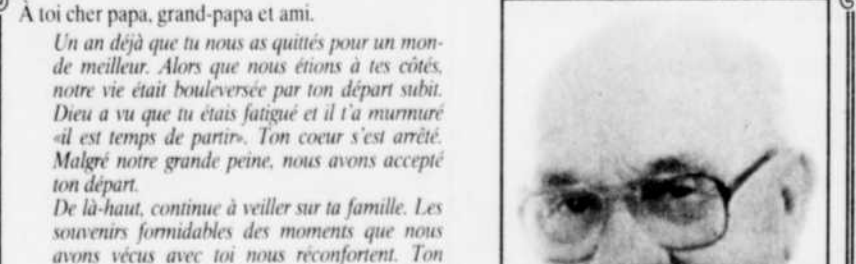 À toi cher papa, grand-papa et ami.
Un an déjà que tu nous as quittés pour un mon-
de meilleur. Alors que nous étions à tes côtés,
notre vie était bouleversée par ton départ subit.
Dieu a vu que tu étais fatigué et il t'a murmuré
«il est temps de partir». Ton coeur s'est arrêté.
Malgré notre grande peine, nous avons accepté
ton départ.
De là-haut, continue à veiller sur ta famille. Les
souvenirs formidables des moments que nous
avons vécus avec toi nous réconfortent. Ton